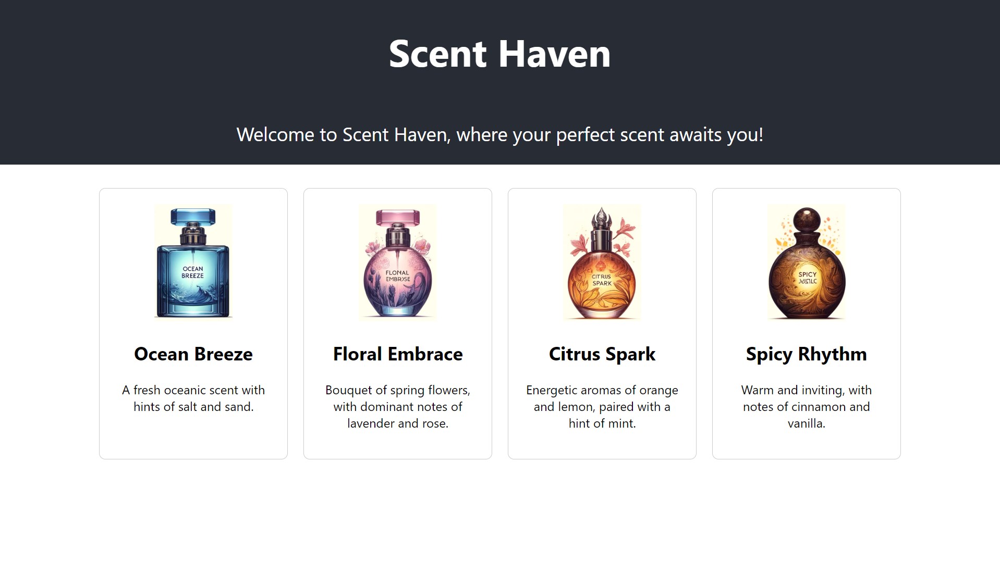 Scent Haven
Welcome to Scent Haven, where your perfect scent awaits you!
OCEAN
BREEZE
FLONAL
EMBROSE
CITRUS
SPARK
SPICY
Ocean Breeze
Floral Embrace
Citrus Spark
Spicy Rhythm
A fresh oceanic scent with
hints of salt and sand.
Bouquet of spring flowers,
with dominant notes of
lavender and rose.
Energetic aromas of orange
and lemon, paired with a
hint of mint.
Warm and inviting, with
notes of cinnamon and
vanilla.